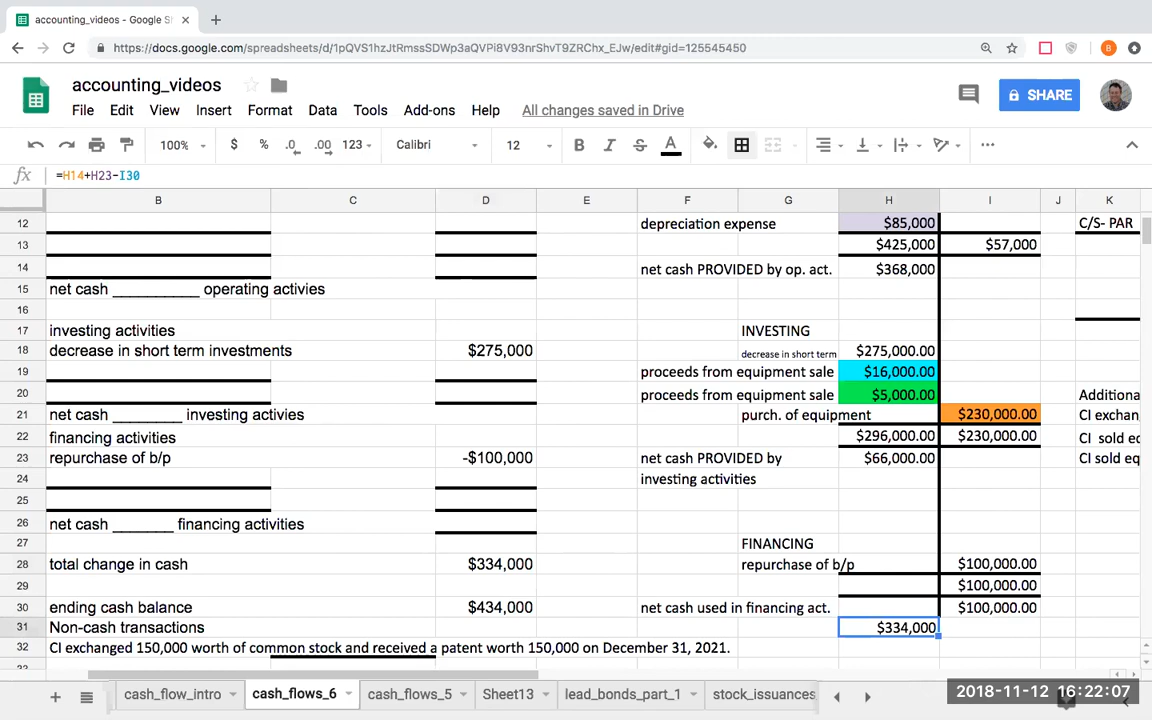 accounting_videos - Google S
https://docs.google.com/spreadsheets/d/1pQVS1hzJtRmssSDWp3aQVPi8V93nrShvT9ZRChx_EJw/edit#gid=125545450
B
accounting_videos
File Edit View Insert Format Data Tools Add-ons Help All changes saved in Drive
SHARE
100% $ % .0 .00 123 Calibri 12 B I S A
fx =H14+H23-I30
B C D E F G H I J K
12 depreciation expense $85,000 C/S- PAR
13 $425,000 $57,000
14 net cash PROVIDED by op. act. $368,000
15 net cash __________ operating activies
16
17 investing activities INVESTING
18 decrease in short term investments $275,000 decrease in short term $275,000.00
19 proceeds from equipment sale $16,000.00
20 proceeds from equipment sale $5,000.00 Additiona
21 net cash ________ investing activies purch. of equipment $230,000.00 CI exchan
22 financing activities $296,000.00 $230,000.00 CI sold ec
23 repurchase of b/p -$100,000 net cash PROVIDED by $66,000.00 CI sold eq
24 investing activities
25
26 net cash _______ financing activities
27 FINANCING
28 total change in cash $334,000 repurchase of b/p $100,000.00
29 $100,000.00
30 ending cash balance $434,000 net cash used in financing act. $100,000.00
31 Non-cash transactions $334,000
32 CI exchanged 150,000 worth of common stock and received a patent worth 150,000 on December 31, 2021.
cash_flow_intro cash_flows_6 cash_flows_5 Sheet13 lead_bonds_part_1 stock_issuances
2018-11-12 16:22:07